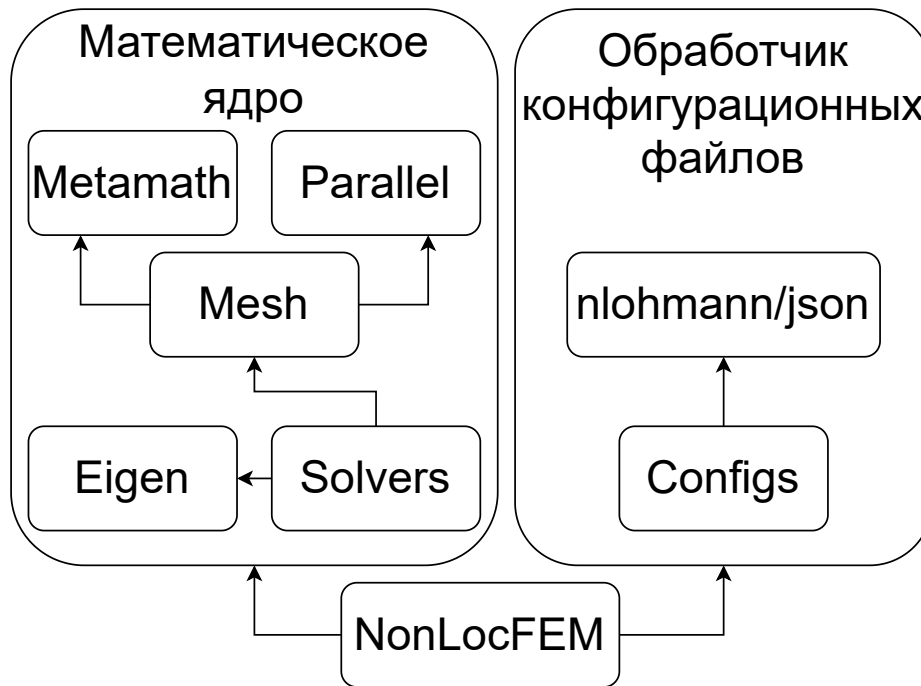 Математическое
ядро
Metamath
Parallel
Mesh
Eigen
Solvers
Обработчик
конфигурационных
файлов
nlohmann/json
Configs
NonLocFEM